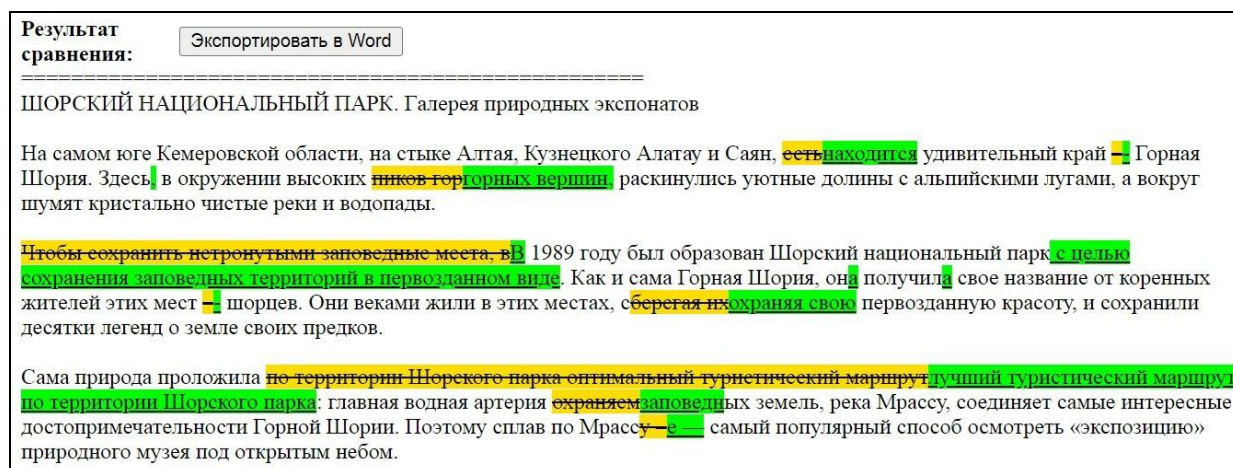 Результат
сравнения:
Экспортировать в Word
==================================================
ШОРСКИЙ НАЦИОНАЛЬНЫЙ ПАРК. Галерея природных экспонатов
На самом юге Кемеровской области, на стыке Алтая, Кузнецкого Алатау и Саян, естьнаходится удивительный край –- Горная
Шория. Здесь, в окружении высоких пиков горгорных вершин, раскинулись уютные долины с альпийскими лугами, а вокруг
шумят кристально чистые реки и водопады.
Чтобы сохранить нетронутыми заповедные места, вВ 1989 году был образован Шорский национальный парк с целью
сохранения заповедных территорий в первозданном виде. Как и сама Горная Шория, она получила свое название от коренных
жителей этих мест –- шорцев. Они веками жили в этих местах, сберегая ихохраняя свою первозданную красоту, и сохранили
десятки легенд о земле своих предков.
Сама природа проложила по территории Шорского парка оптимальный туристический маршрутлучший туристический маршрут
по территории Шорского парка: главная водная артерия охраняемзаповедных земель, река Мрассу, соединяет самые интересные
достопримечательности Горной Шории. Поэтому сплав по Мрассу –е — самый популярный способ осмотреть «экспозицию»
природного музея под открытым небом.